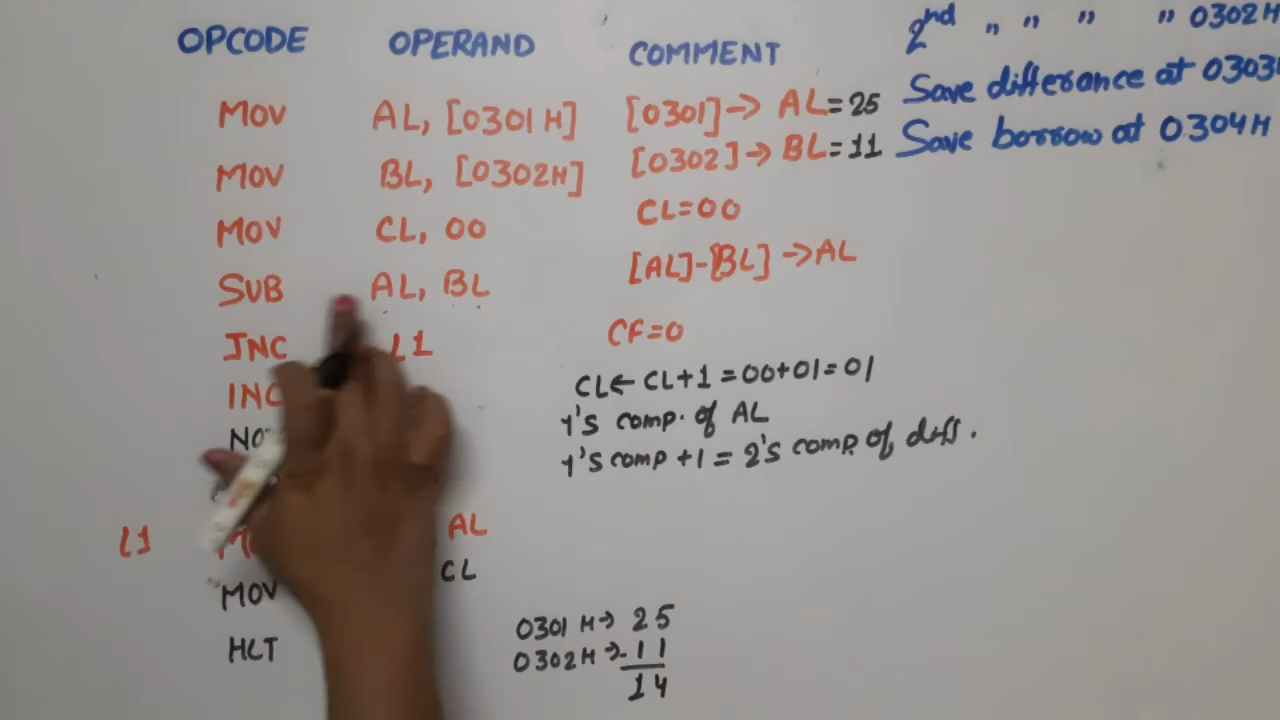 OPCODE OPERAND COMMENT
2nd " " " " 0302H
Save differance at 0303
Save borrow at 0304H
MOV AL, [0301H] [0301]→ AL=25
MOV BL, [0302H] [0302]→ BL=11
MOV CL, 00 CL=00
SUB AL, BL [AL]-[BL]→AL
JNC L1 CF=0
INC CL← CL+1 =00+01=01
1's comp. of AL
1's comp +1 = 2's comp. of diff.
L1 AL
MOV CL
HLT
0301H→ 25
0302H→-11
14